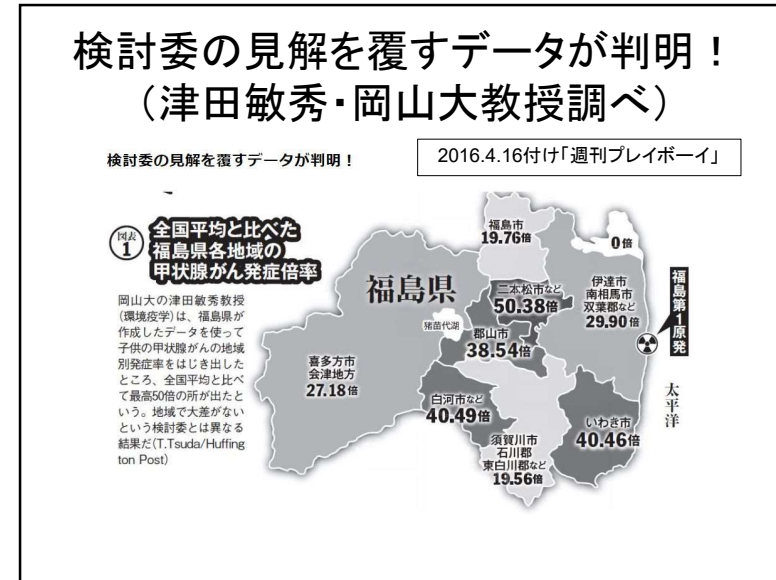 検討委の見解を覆すデータが判明！
（津田敏秀・岡山大教授調べ）
検討委の見解を覆すデータが判明！
2016.4.16付け「週刊プレイボーイ」
図表
1
全国平均と比べた
福島県各地域の
甲状腺がん発症倍率
岡山大の津田敏秀教授
（環境疫学）は、福島県が
作成したデータを使って
子供の甲状腺がんの地域
別発症率をはじき出した
ところ、全国平均と比べ
て最高50倍の所が出たと
いう。地域で大差がない
という検討委とは異なる
結果だ(T.Tsuda/Huffing
ton Post)
福島県
福島市
19.76倍
0倍
伊達市
南相馬市
双葉郡など
29.90倍
福島第1原発
二本松市など
50.38倍
猪苗代湖
郡山市
38.54倍
喜多方市
会津地方
27.18倍
白河市など
40.49倍
須賀川市
石川郡
東白川郡など
19.56倍
いわき市
40.46倍
太平洋